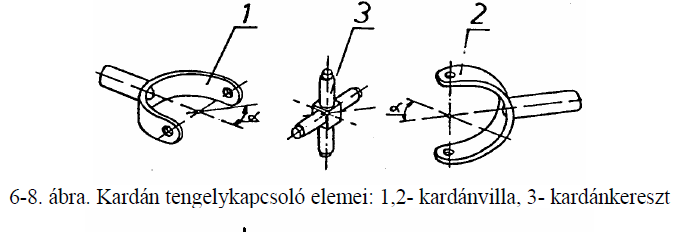 1 3 2
α α
6-8. ábra. Kardán tengelykapcsoló elemei: 1,2- kardánvilla, 3- kardánkereszt